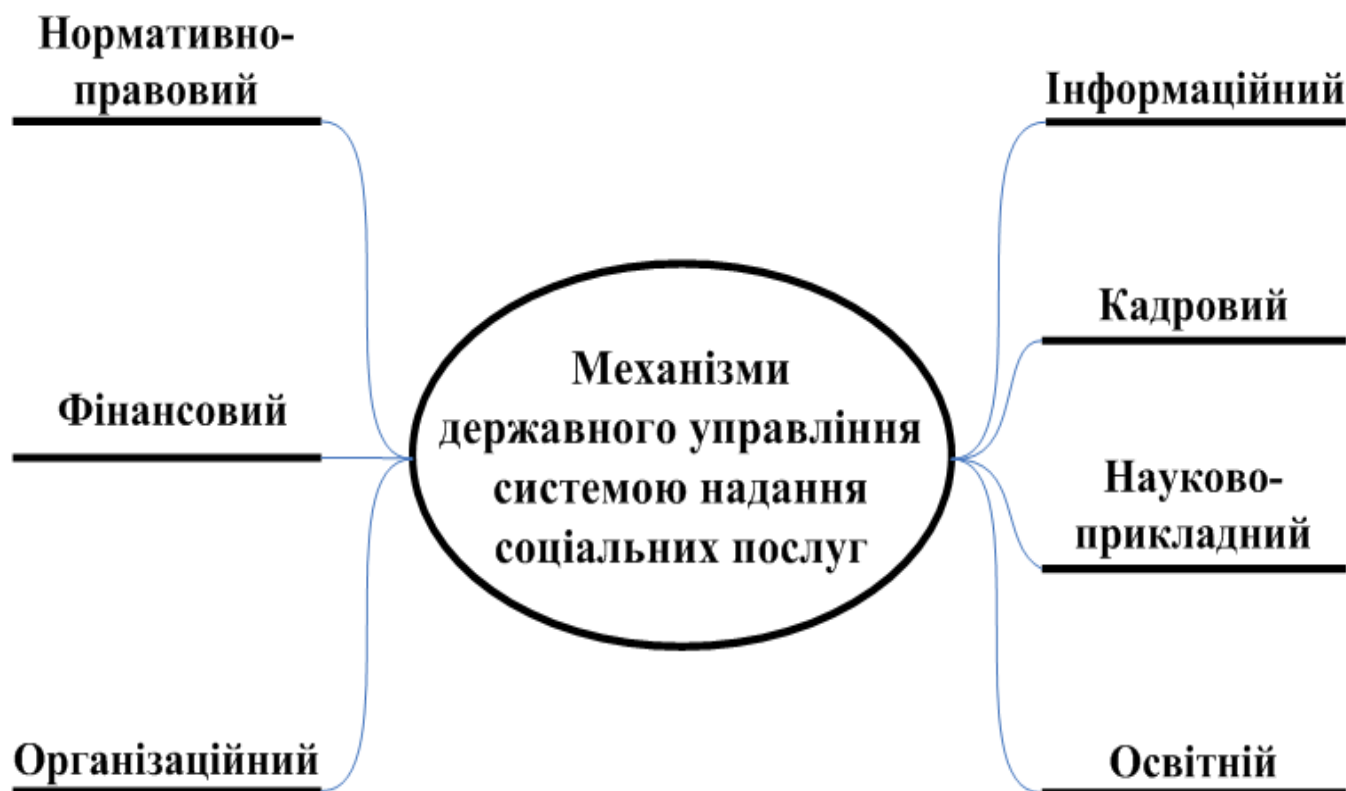 Нормативно-
правовий
Фінансовий
Організаційний
Механізми
державного управління
системою надання
соціальних послуг
Інформаційний
Кадровий
Науково-
прикладний
Освітній